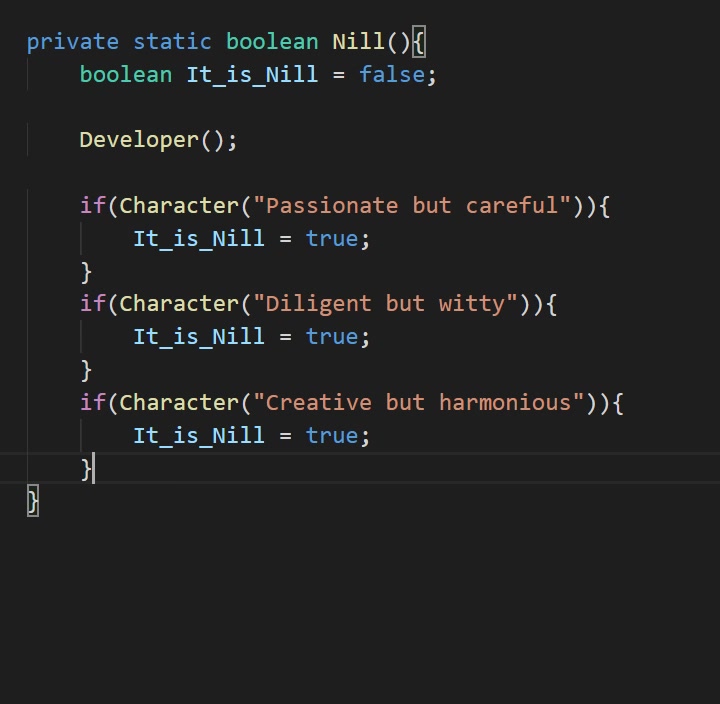 private static boolean Nill(){
    boolean It_is_Nill = false;
    Developer();
    if(Character("Passionate but careful")){
        It_is_Nill = true;
    }
    if(Character("Diligent but witty")){
        It_is_Nill = true;
    }
    if(Character("Creative but harmonious")){
        It_is_Nill = true;
    }
}